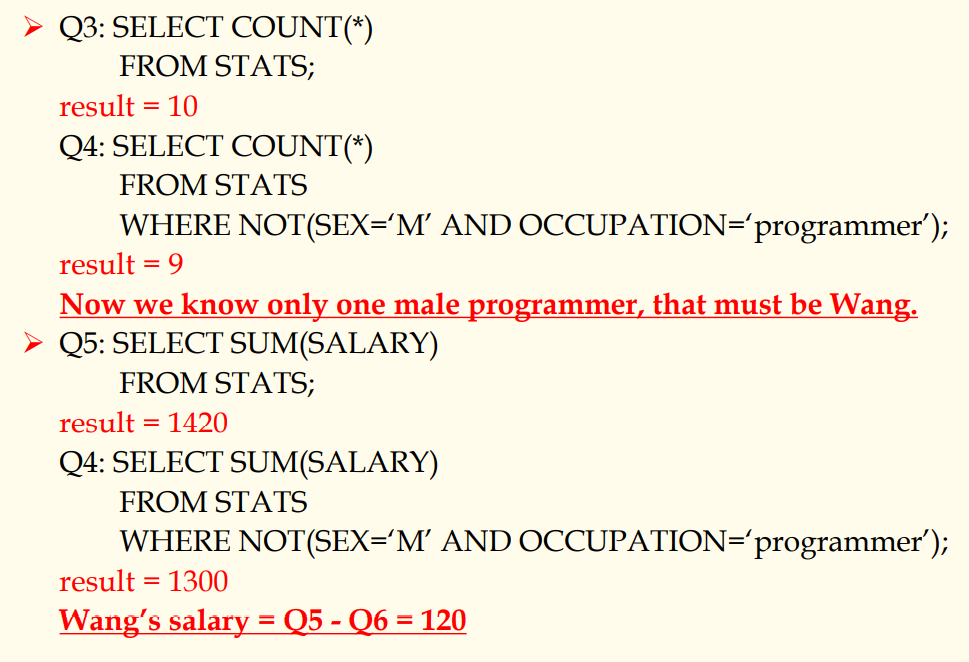 ➢ Q3: SELECT COUNT(*)
FROM STATS;
result = 10
Q4: SELECT COUNT(*)
FROM STATS
WHERE NOT(SEX=‘M’ AND OCCUPATION=‘programmer’);
result = 9
Now we know only one male programmer, that must be Wang.
➢ Q5: SELECT SUM(SALARY)
FROM STATS;
result = 1420
Q4: SELECT SUM(SALARY)
FROM STATS
WHERE NOT(SEX=‘M’ AND OCCUPATION=‘programmer’);
result = 1300
Wang’s salary = Q5 - Q6 = 120